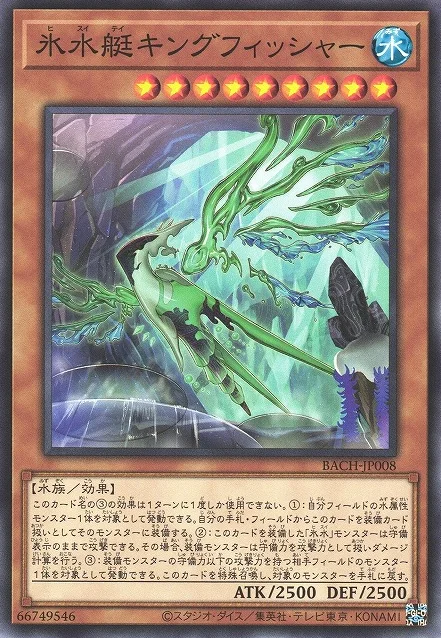 氷水艇キングフィッシャー
水
BACH-JP008
【水族／効果】
このカード名の③の効果は1ターンに1度しか使用できない。①：自分フィールドの水属性
モンスター1体を対象として発動できる。自分の手札・フィールドからこのカードを装備カード
扱いとしてそのモンスターに装備する。②：このカードを装備した「氷水」モンスターは守備
表示のままで攻撃できる。その場合、そのモンスターは守備力を攻撃力として扱いダメージ
計算を行う。③：装備モンスターの守備力以下の攻撃力を持つ相手フィールドのモンスター
1体を対象として発動できる。このカードを特殊召喚し、対象のモンスターを手札に戻す。
ATK/2500 DEF/2500
66749546 ©スタジオ・ダイス／集英社・テレビ東京・KONAMI